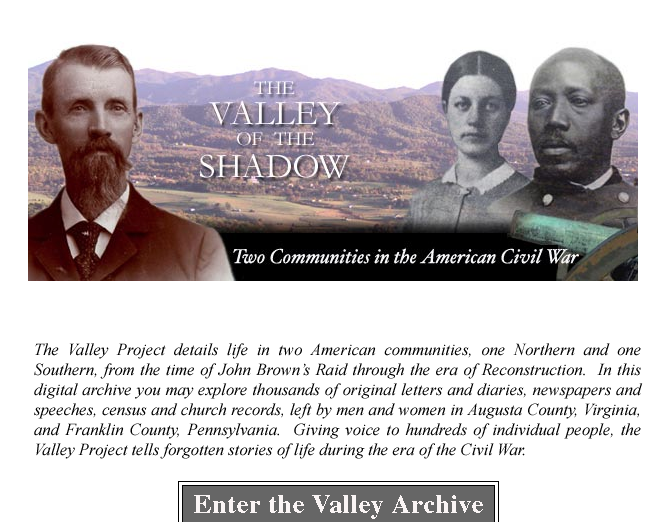 THE
VALLEY
OF THE
SHADOW
Two Communities in the American Civil War
The Valley Project details life in two American communities, one Northern and one
Southern, from the time of John Brown's Raid through the era of Reconstruction.  In this
digital archive you may explore thousands of original letters and diaries, newspapers and
speeches, census and church records, left by men and women in Augusta County, Virginia,
and Franklin County, Pennsylvania.  Giving voice to hundreds of individual people, the
Valley Project tells forgotten stories of life during the era of the Civil War.
Enter the Valley Archive